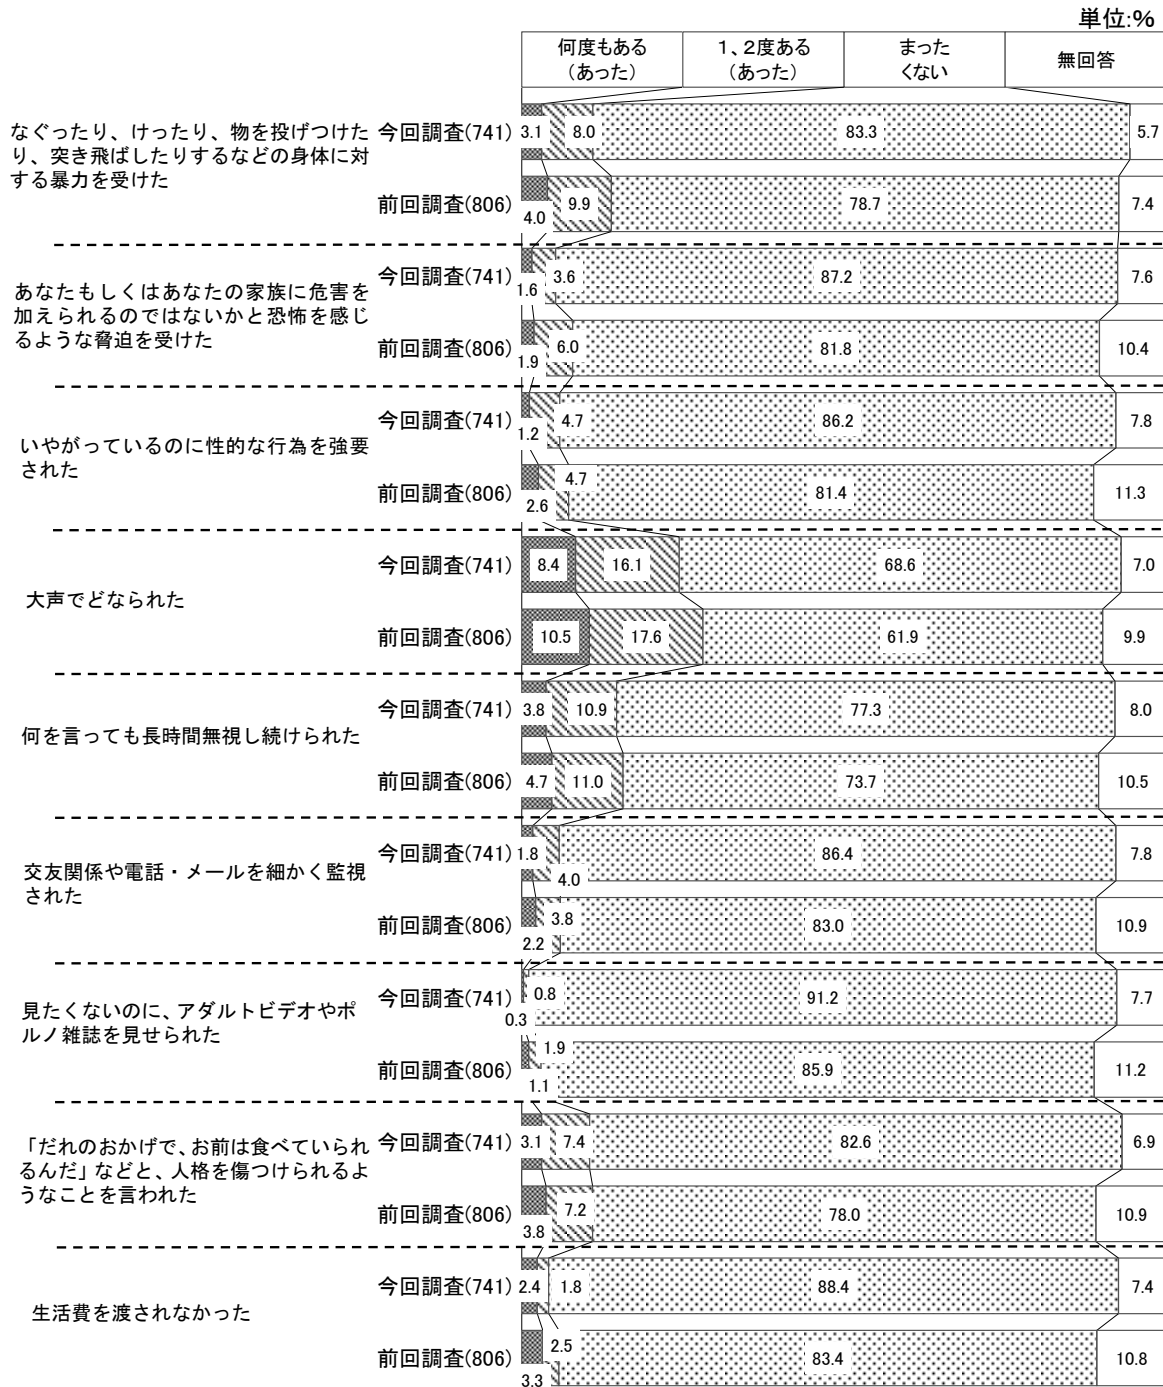 単位:%
何度もある
（あった）
１、２度ある
（あった）
まった
くない
無回答
なぐったり、けったり、物を投げつけた
り、突き飛ばしたりするなどの身体に対
する暴力を受けた
今回調査(741) 3.1 8.0 83.3 5.7
前回調査(806) 4.0 9.9 78.7 7.4
あなたもしくはあなたの家族に危害を
加えられるのではないかと恐怖を感じ
るような脅迫を受けた
今回調査(741) 1.6 3.6 87.2 7.6
前回調査(806) 1.9 6.0 81.8 10.4
いやがっているのに性的な行為を強要
された
今回調査(741) 1.2 4.7 86.2 7.8
前回調査(806) 2.6 4.7 81.4 11.3
大声でどなられた
今回調査(741) 8.4 16.1 68.6 7.0
前回調査(806) 10.5 17.6 61.9 9.9
何を言っても長時間無視し続けられた
今回調査(741) 3.8 10.9 77.3 8.0
前回調査(806) 4.7 11.0 73.7 10.5
交友関係や電話・メールを細かく監視
された
今回調査(741) 1.8 4.0 86.4 7.8
前回調査(806) 2.2 3.8 83.0 10.9
見たくないのに、アダルトビデオやポ
ルノ雑誌を見せられた
今回調査(741) 0.3 0.8 91.2 7.7
前回調査(806) 1.1 1.9 85.9 11.2
「だれのおかげで、お前は食べていられ
るんだ」などと、人格を傷つけられるよ
うなことを言われた
今回調査(741) 3.1 7.4 82.6 6.9
前回調査(806) 3.8 7.2 78.0 10.9
生活費を渡されなかった
今回調査(741) 2.4 1.8 88.4 7.4
前回調査(806) 3.3 2.5 83.4 10.8